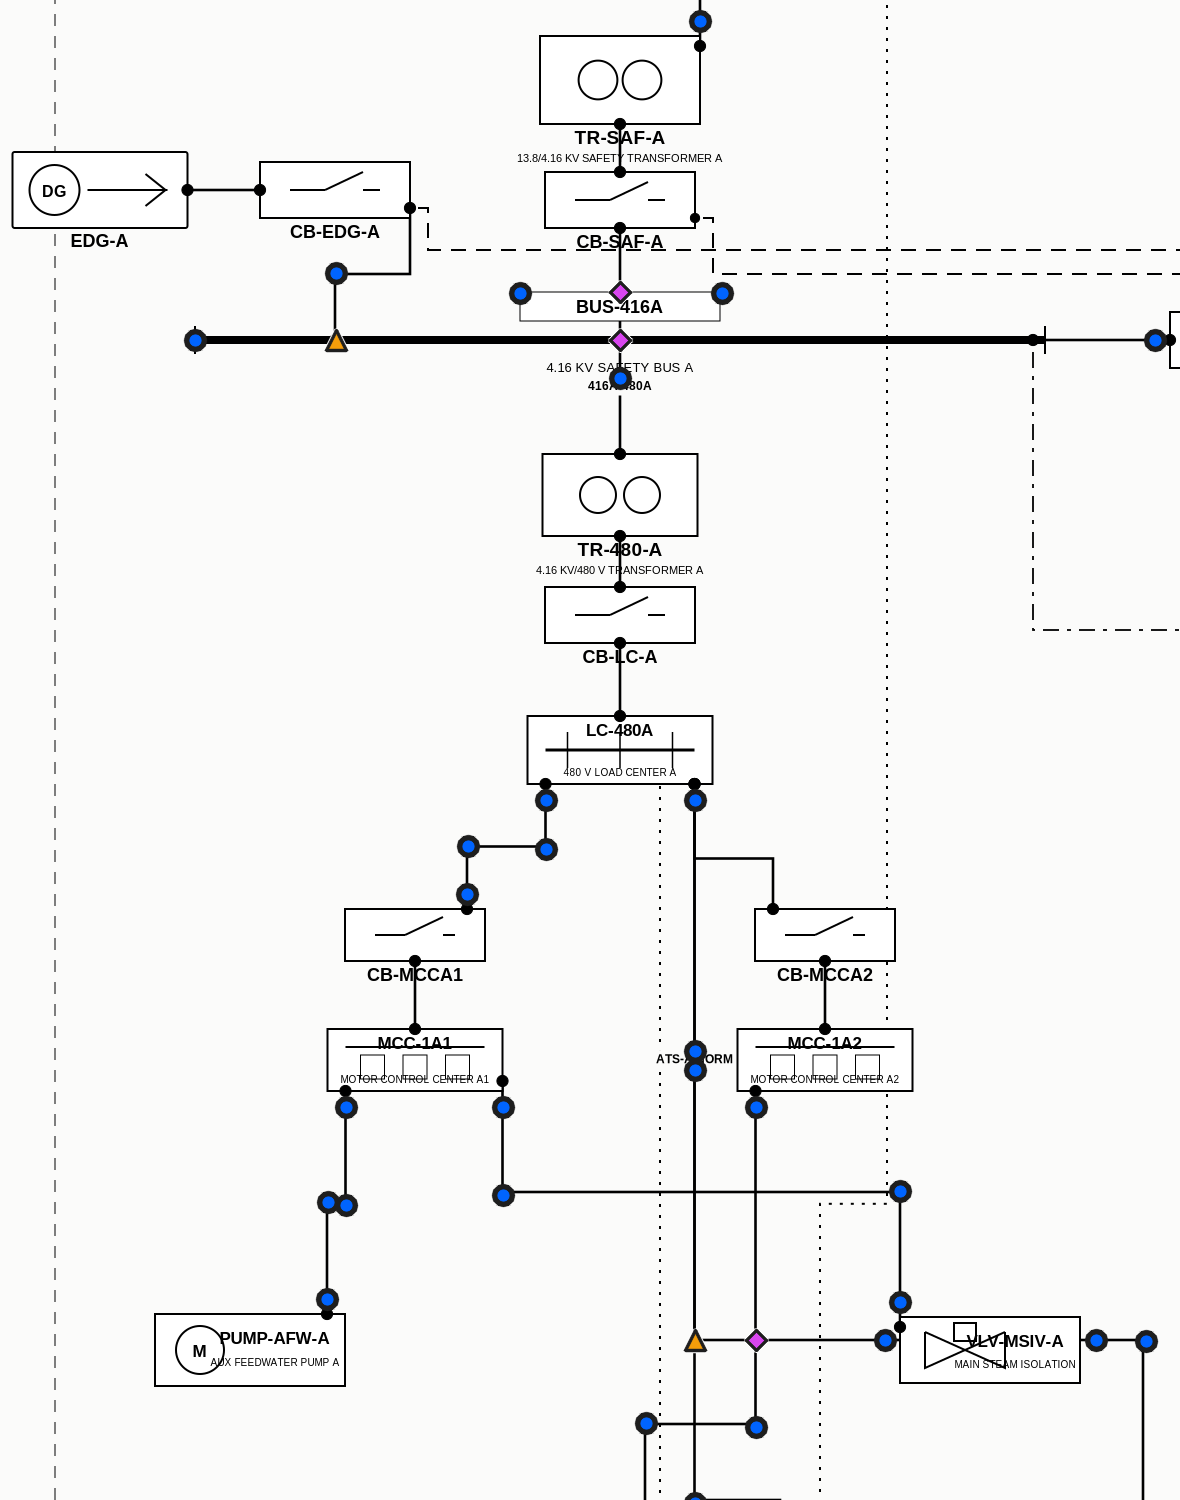 TR-SAF-A
13.8/4.16 KV SAFETY TRANSFORMER A
DG
EDG-A
CB-EDG-A
CB-SAF-A
BUS-416A
4.16 KV SAFETY BUS A
TR-480-A
4.16 KV/480 V TRANSFORMER A
CB-LC-A
LC-480A
480 V LOAD CENTER A
CB-MCCA1
CB-MCCA2
MCC-1A1
MOTOR CONTROL CENTER A1
MCC-1A2
MOTOR CONTROL CENTER A2
M
PUMP-AFW-A
AUX FEEDWATER PUMP A
VLV-MSIV-A
MAIN STEAM ISOLATION